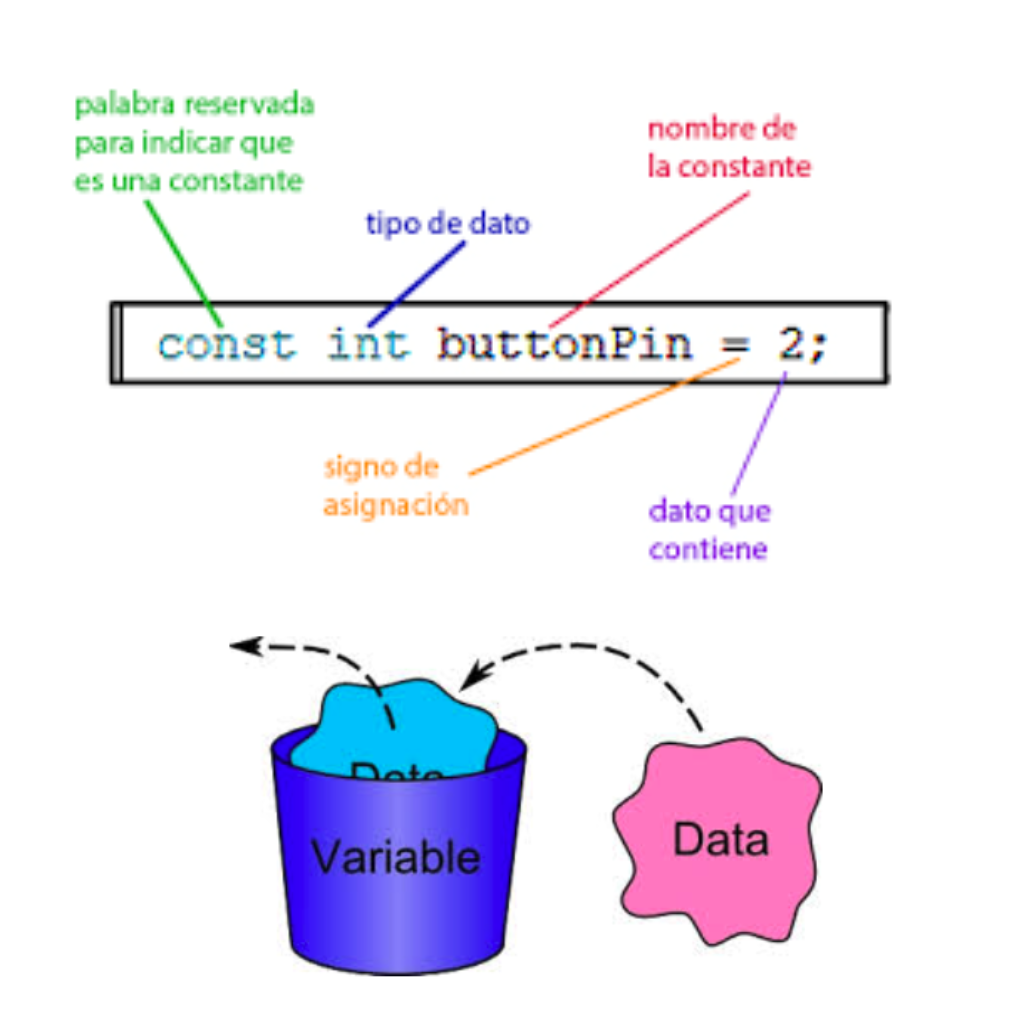 palabra reservada
para indicar que
es una constante
nombre de
la constante
tipo de dato
const int buttonPin = 2;
signo de
asignación
dato que
contiene
Data
Variable
Data